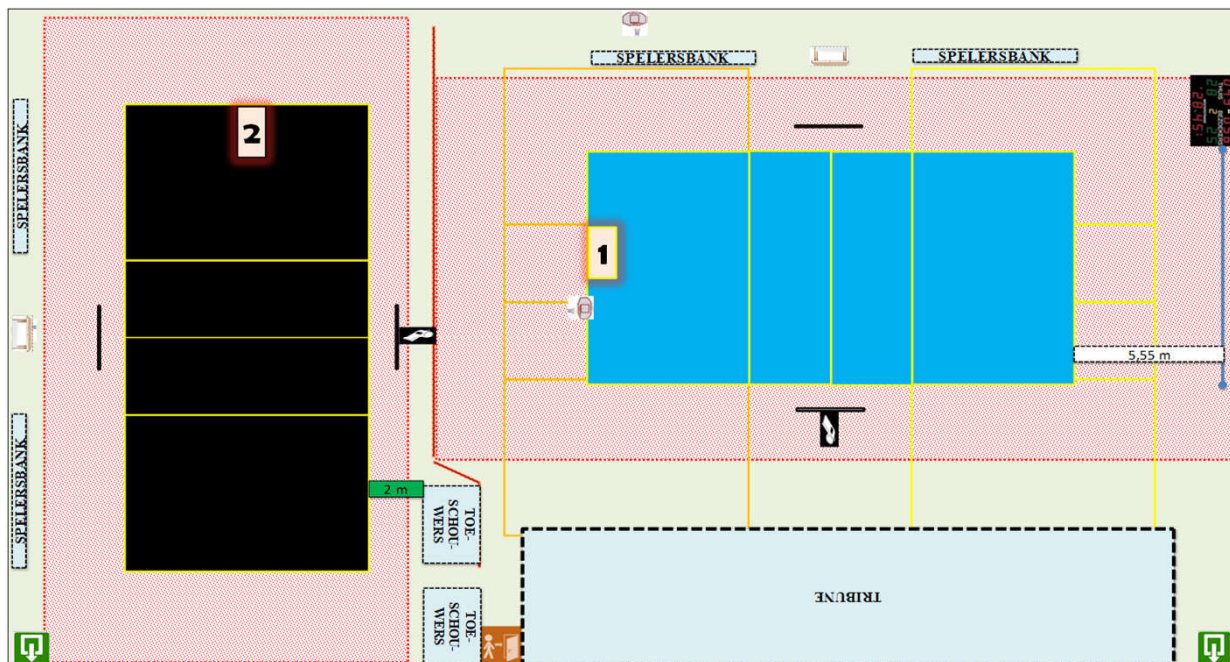 SPELERSBANK
SPELERSBANK
SPELERSBANK
2
1
5,55 m
SPELERSBANK
2 m
TOE-
SCHOU-
WERS
TOE-
SCHOU-
WERS
TRIBUNE